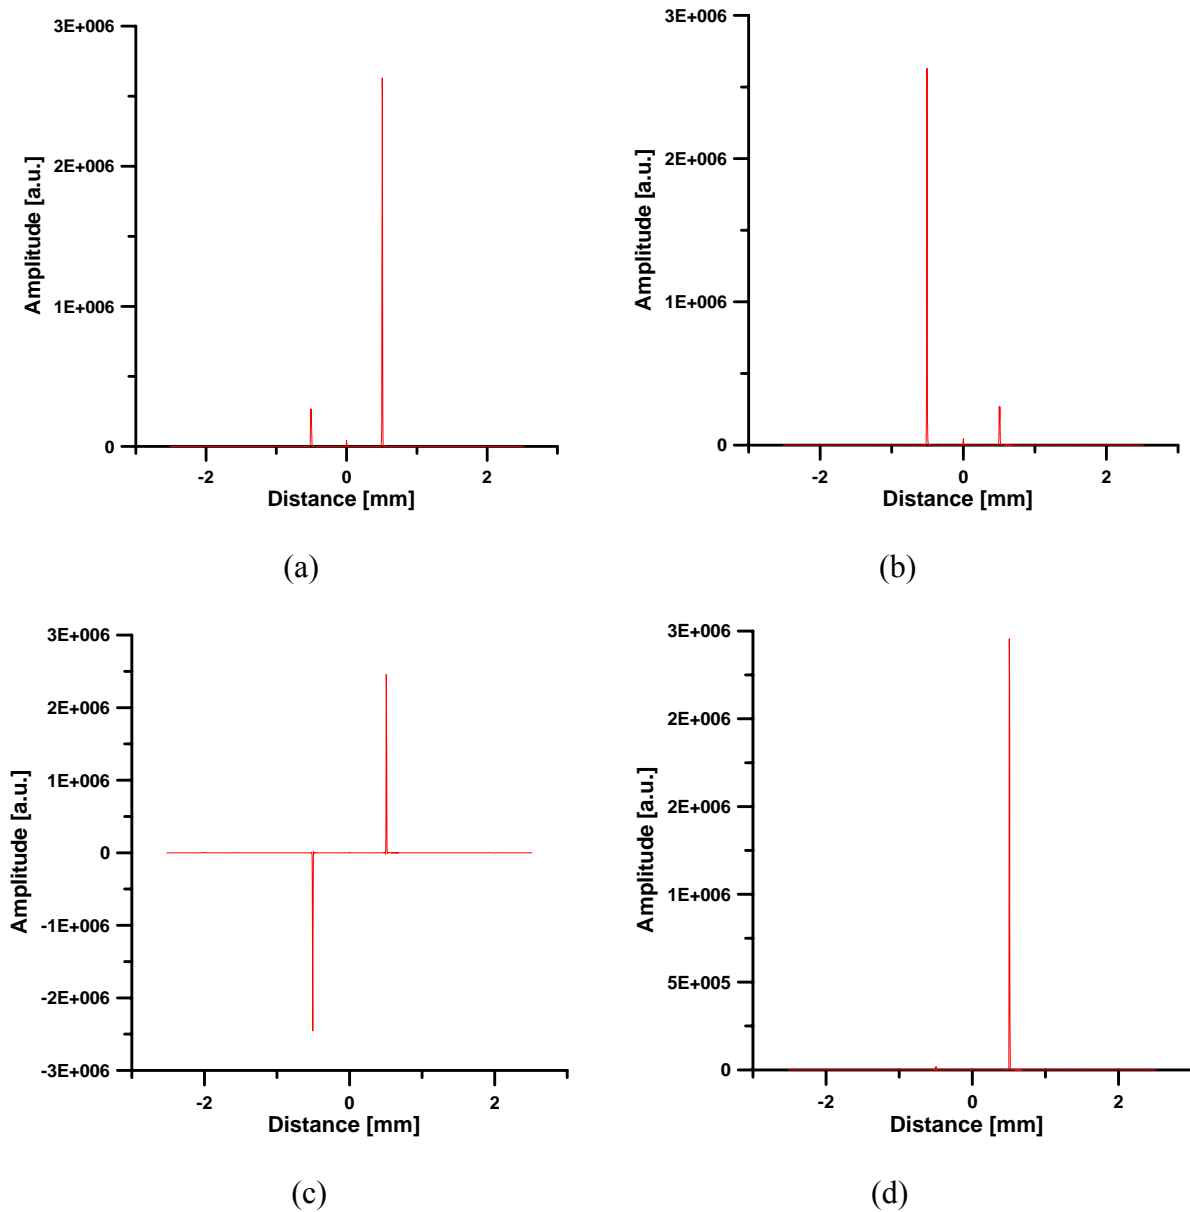 3E+006
2E+006
1E+006
0
Amplitude [a.u.]
-2
0
2
Distance [mm]
(a)
3E+006
2E+006
1E+006
0
Amplitude [a.u.]
-2
0
2
Distance [mm]
(b)
3E+006
2E+006
1E+006
0
-1E+006
-2E+006
-3E+006
Amplitude [a.u.]
-2
0
2
Distance [mm]
(c)
3E+006
2E+006
2E+006
1E+006
5E+005
0
Amplitude [a.u.]
-2
0
2
Distance [mm]
(d)